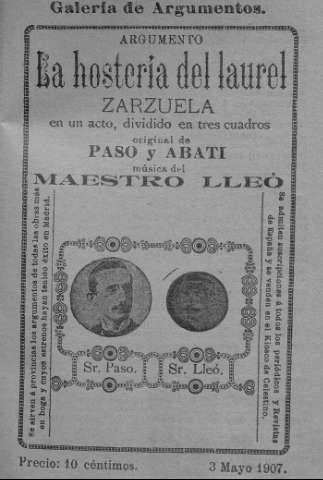 Galería de Argumentos.
ARGUMENTO
La hostería del laurel
ZARZUELA
en un acto, dividido en tres cuadros
original de
PASO y ABATI
música del
MAESTRO LLEÓ
Se sirven á provincias los argumentos de todas las obras más
en boga y cuyos estrenos hayan tenido éxito en Madrid.
Sr. Paso.
Sr. Lleó.
Se admiten suscripciones á todos los periódicos y Revistas
de España y se venden en el Kiosco de Celestino.
Precio: 10 céntimos.
3 Mayo 1907.